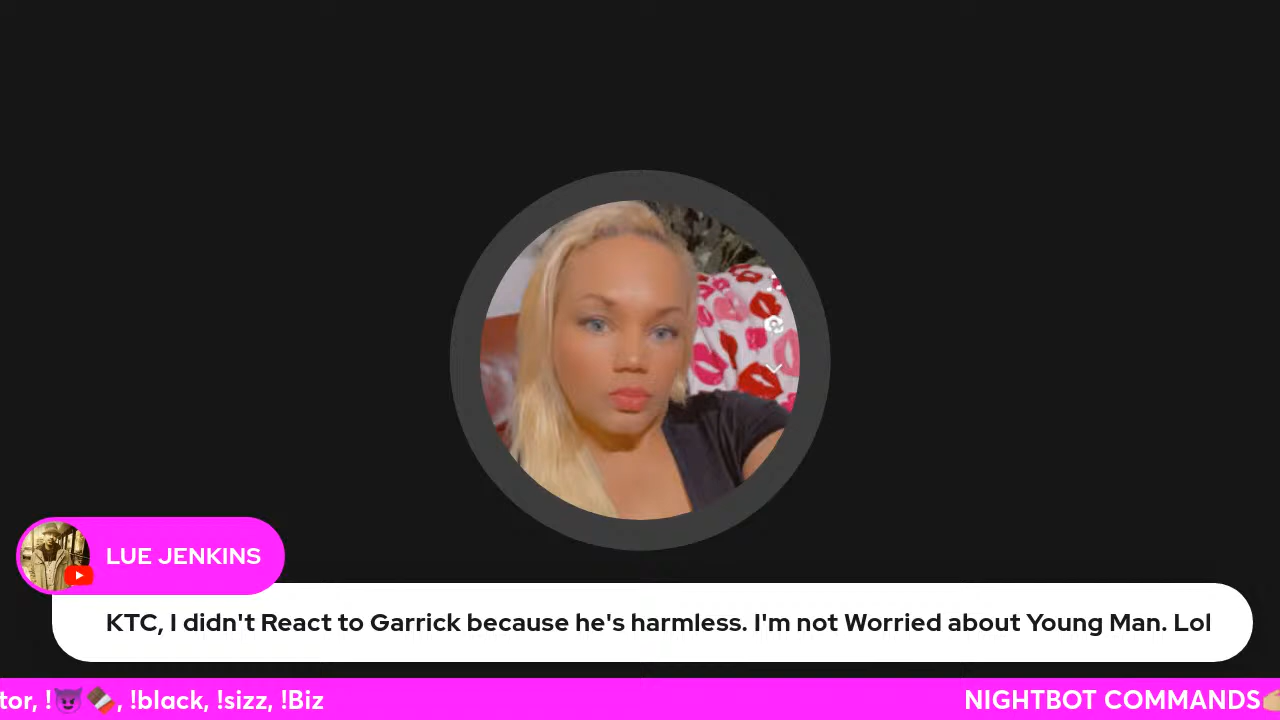 LUE JENKINS
KTC, I didn't React to Garrick because he's harmless. I'm not Worried about Young Man. Lol
tor, !😈🍫, !black, !sizz, !Biz NIGHTBOT COMMANDS